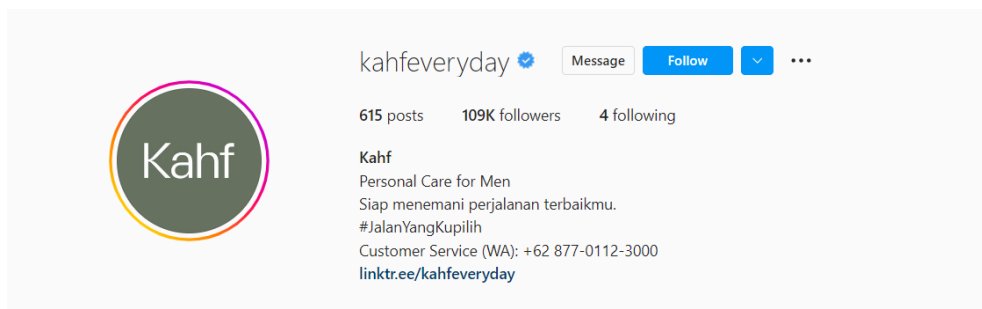 kahfeveryday Message Follow
615 posts 109K followers 4 following
Kahf
Kahf
Personal Care for Men
Siap menemani perjalanan terbaikmu.
#JalanYangKupilih
Customer Service (WA): +62 877-0112-3000
linktr.ee/kahfeveryday